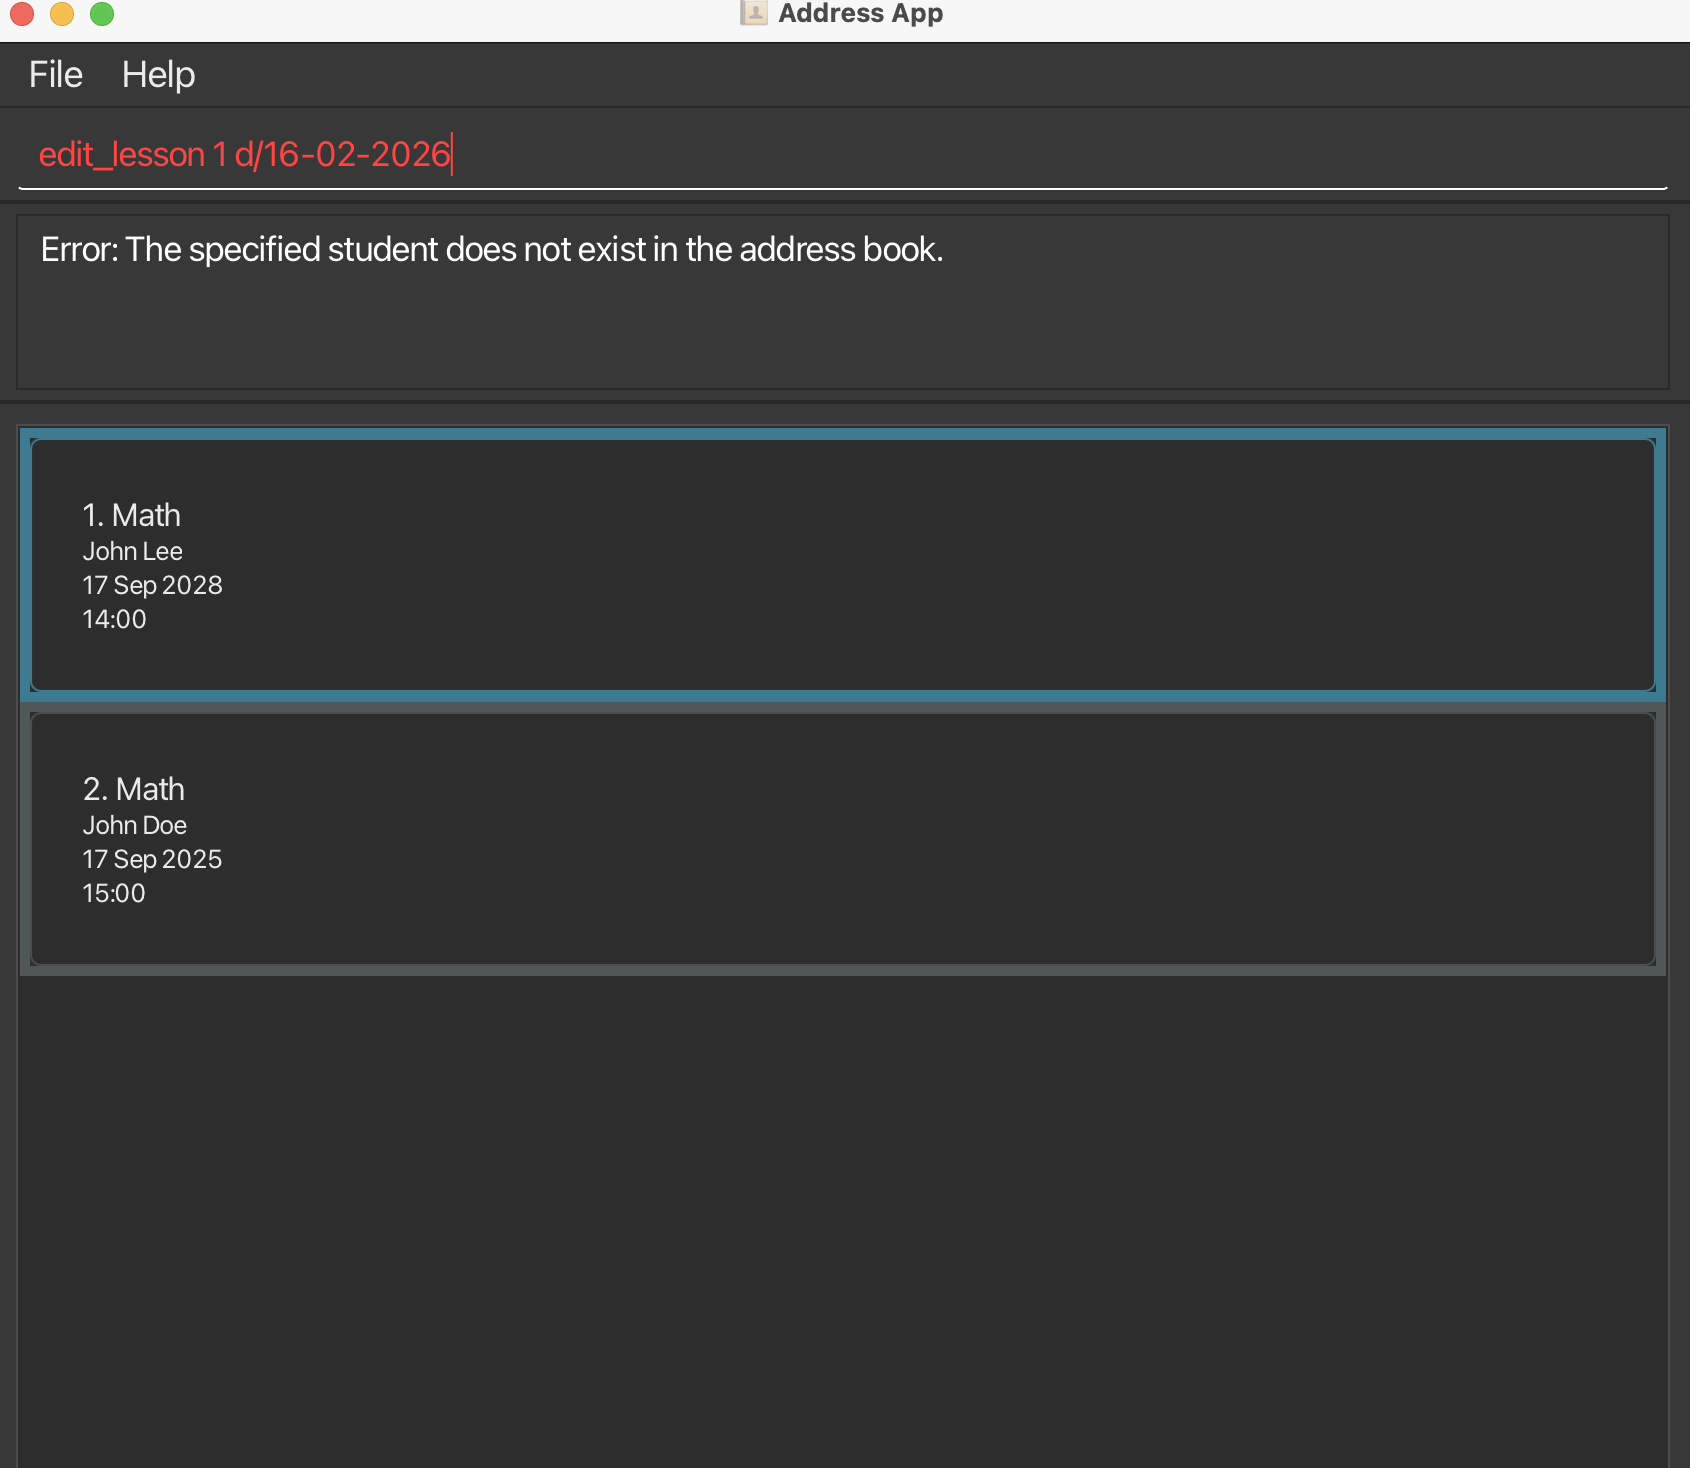 Address App
File Help
edit_lesson 1 d/16-02-2026
Error: The specified student does not exist in the address book.
1. Math
John Lee
17 Sep 2028
14:00
2. Math
John Doe
17 Sep 2025
15:00